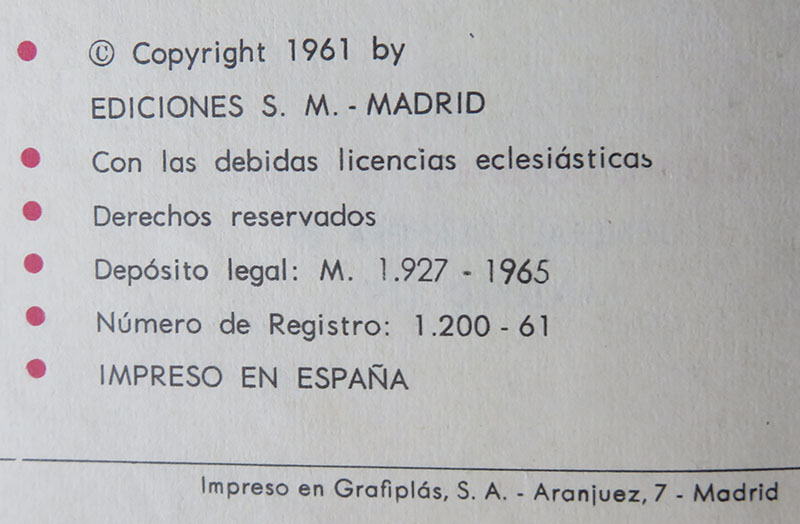 © Copyright 1961 by
EDICIONES S. M. - MADRID
Con las debidas licencias eclesiásticas
Derechos reservados
Depósito legal: M. 1.927 - 1965
Número de Registro: 1.200 - 61
IMPRESO EN ESPAÑA
Impreso en Grafiplás, S. A. - Aranjuez, 7 - Madrid